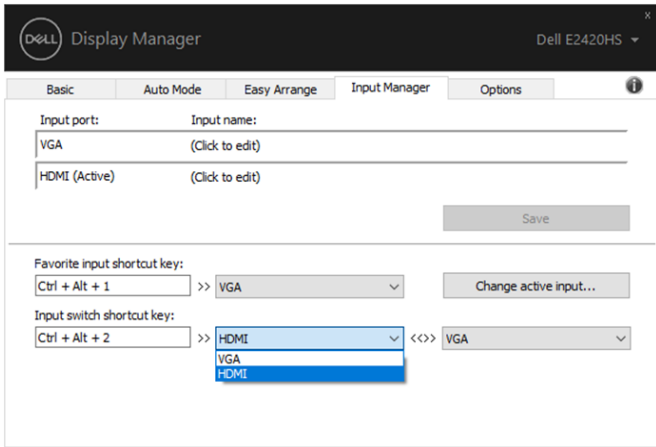 x
DELL Display Manager Dell E2420HS
Basic Auto Mode Easy Arrange Input Manager Options i
Input port: Input name:
VGA (Click to edit)
HDMI (Active) (Click to edit)
Save
Favorite input shortcut key:
Ctrl + Alt + 1 >> VGA Change active input...
Input switch shortcut key:
Ctrl + Alt + 2 >> HDMI <<>> VGA
VGA
HDMI